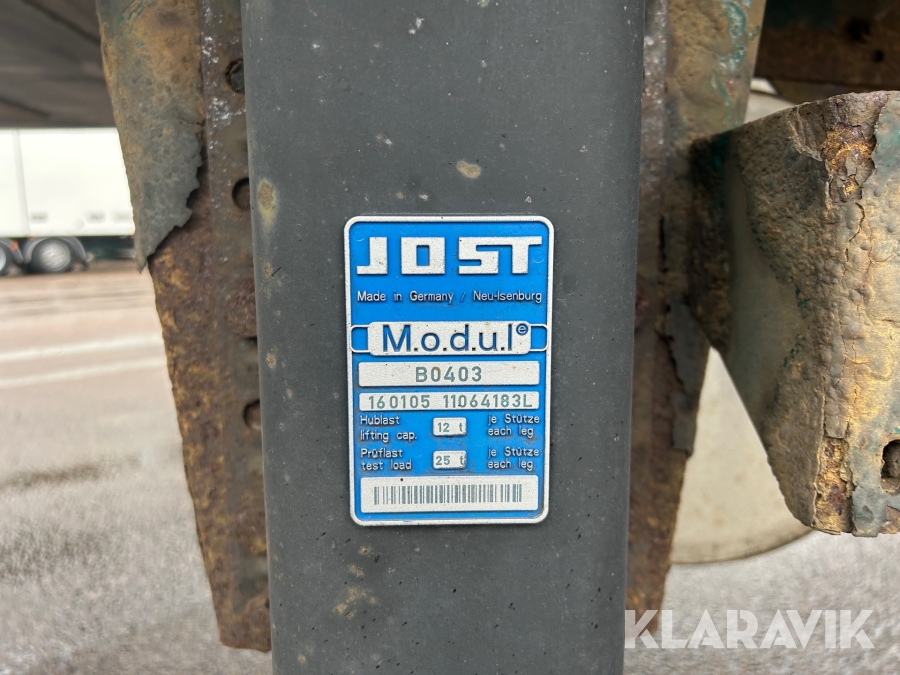 JOST
Made in Germany / Neu-Isenburg
M.o.d.u.l e
B0403
160105 11064183L
Hublast 12 t je Stütze
lifting cap. each leg
Prüflast 25 t je Stütze
test load each leg
KLARAVIK